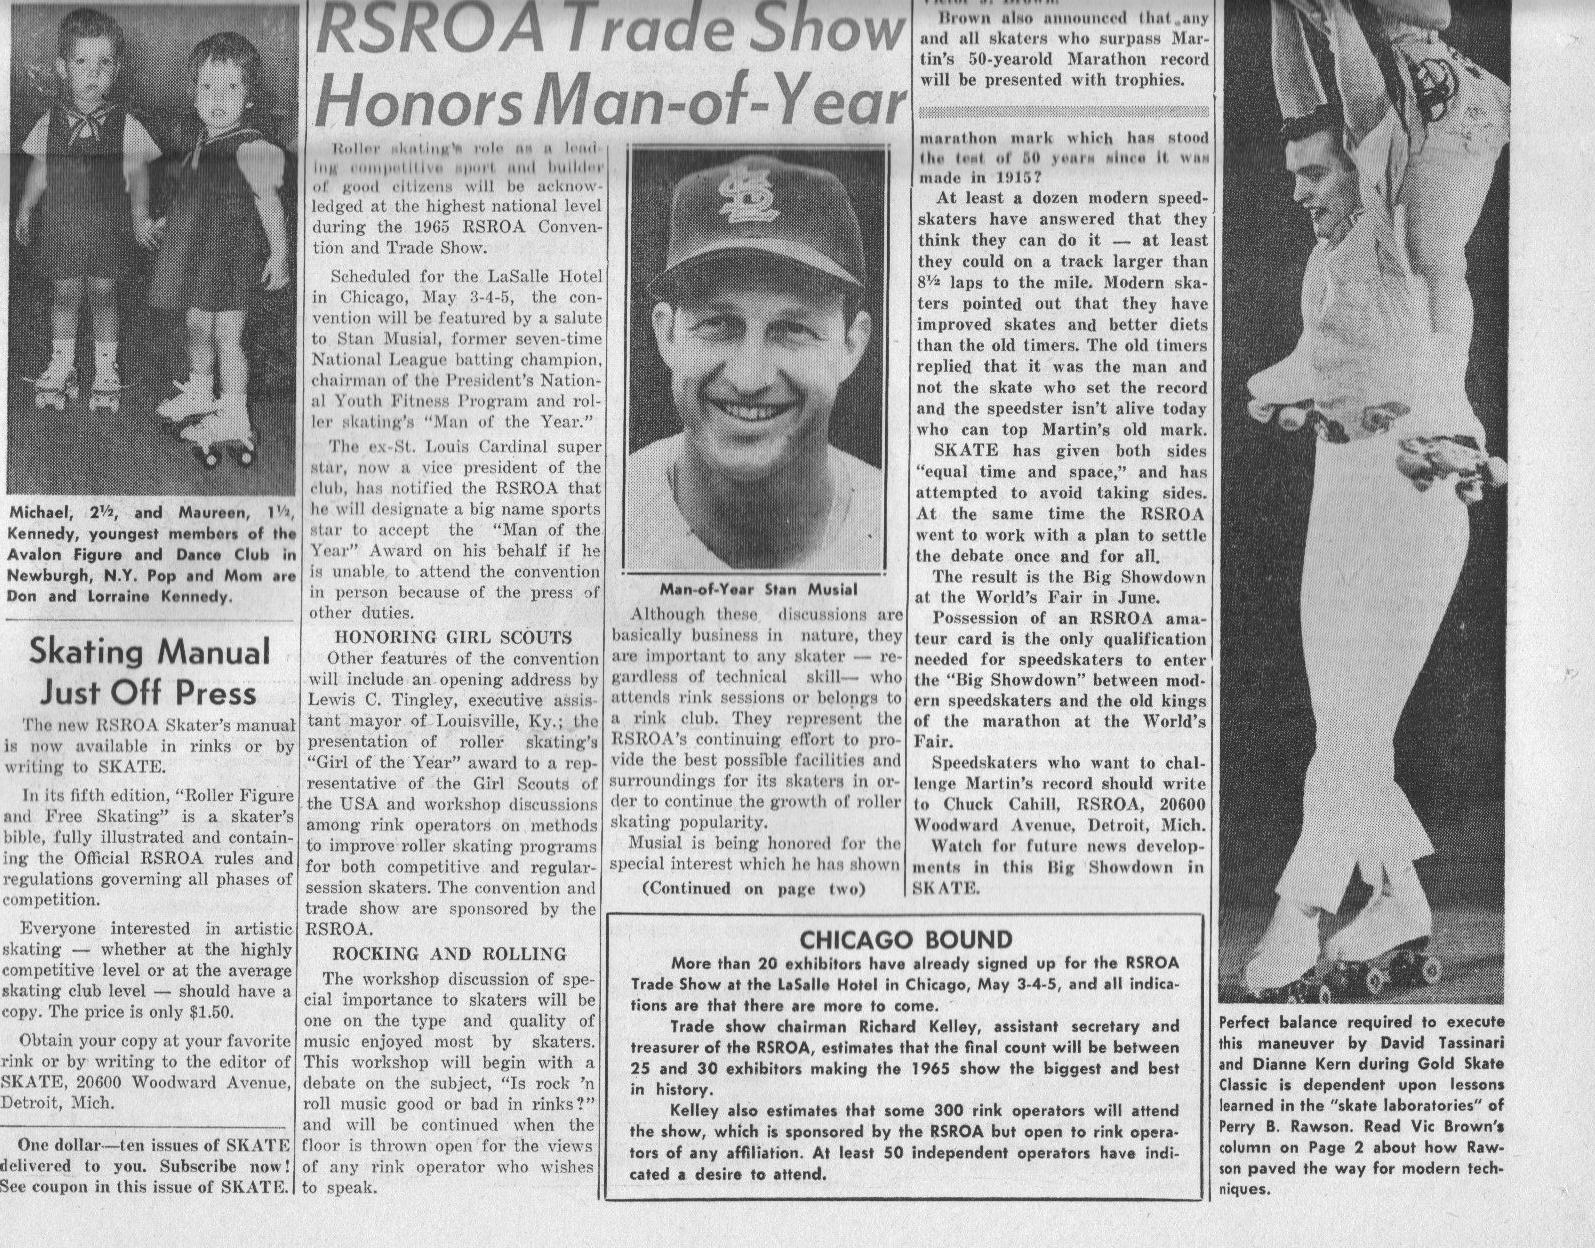 Michael, 2½, and Maureen, 1½,
Kennedy, youngest members of the
Avalon Figure and Dance Club in
Newburgh, N.Y. Pop and Mom are
Don and Lorraine Kennedy.
Skating Manual
Just Off Press
The new RSROA Skater's manual
is now available in rinks or by
writing to SKATE.
In its fifth edition, "Roller Figure
and Free Skating" is a skater's
bible, fully illustrated and contain-
ing the Official RSROA rules and
regulations governing all phases of
competition.
Everyone interested in artistic
skating — whether at the highly
competitive level or at the average
skating club level — should have a
copy. The price is only $1.50.
Obtain your copy at your favorite
rink or by writing to the editor of
SKATE, 20600 Woodward Avenue,
Detroit, Mich.
One dollar—ten issues of SKATE
delivered to you. Subscribe now!
See coupon in this issue of SKATE.
RSROA Trade Show
Honors Man-of-Year
Roller skating's role as a lead-
ing competitive sport and builder
of good citizens will be acknow-
ledged at the highest national level
during the 1965 RSROA Conven-
tion and Trade Show.
Scheduled for the LaSalle Hotel
in Chicago, May 3-4-5, the con-
vention will be featured by a salute
to Stan Musial, former seven-time
National League batting champion,
chairman of the President's Nation-
al Youth Fitness Program and rol-
ler skating's "Man of the Year."
The ex-St. Louis Cardinal super
star, now a vice president of the
club, has notified the RSROA that
he will designate a big name sports
star to accept the "Man of the
Year" Award on his behalf if he
is unable to attend the convention
in person because of the press of
other duties.
HONORING GIRL SCOUTS
Other features of the convention
will include an opening address by
Lewis C. Tingley, executive assis-
tant mayor of Louisville, Ky.; the
presentation of roller skating's
"Girl of the Year" award to a rep-
resentative of the Girl Scouts of
the USA and workshop discussions
among rink operators on methods
to improve roller skating programs
for both competitive and regular-
session skaters. The convention and
trade show are sponsored by the
RSROA.
ROCKING AND ROLLING
The workshop discussion of spe-
cial importance to skaters will be
one on the type and quality of
music enjoyed most by skaters.
This workshop will begin with a
debate on the subject, "Is rock 'n
roll music good or bad in rinks?"
and will be continued when the
floor is thrown open for the views
of any rink operator who wishes
to speak.
StL
Man-of-Year Stan Musial
Although these discussions are
basically business in nature, they
are important to any skater — re-
gardless of technical skill— who
attends rink sessions or belongs to
a rink club. They represent the
RSROA's continuing effort to pro-
vide the best possible facilities and
surroundings for its skaters in or-
der to continue the growth of roller
skating popularity.
Musial is being honored for the
special interest which he has shown
(Continued on page two)
Victor J. Brown.
Brown also announced that any
and all skaters who surpass Mar-
tin's 50-yearold Marathon record
will be presented with trophies.
marathon mark which has stood
the test of 50 years since it was
made in 1915?
At least a dozen modern speed-
skaters have answered that they
think they can do it — at least
they could on a track larger than
8½ laps to the mile. Modern ska-
ters pointed out that they have
improved skates and better diets
than the old timers. The old timers
replied that it was the man and
not the skate who set the record
and the speedster isn't alive today
who can top Martin's old mark.
SKATE has given both sides
"equal time and space," and has
attempted to avoid taking sides.
At the same time the RSROA
went to work with a plan to settle
the debate once and for all.
The result is the Big Showdown
at the World's Fair in June.
Possession of an RSROA ama-
teur card is the only qualification
needed for speedskaters to enter
the "Big Showdown" between mod-
ern speedskaters and the old kings
of the marathon at the World's
Fair.
Speedskaters who want to chal-
lenge Martin's record should write
to Chuck Cahill, RSROA, 20600
Woodward Avenue, Detroit, Mich.
Watch for future news develop-
ments in this Big Showdown in
SKATE.
CHICAGO BOUND
More than 20 exhibitors have already signed up for the RSROA
Trade Show at the LaSalle Hotel in Chicago, May 3-4-5, and all indica-
tions are that there are more to come.
Trade show chairman Richard Kelley, assistant secretary and
treasurer of the RSROA, estimates that the final count will be between
25 and 30 exhibitors making the 1965 show the biggest and best
in history.
Kelley also estimates that some 300 rink operators will attend
the show, which is sponsored by the RSROA but open to rink opera-
tors of any affiliation. At least 50 independent operators have indi-
cated a desire to attend.
Perfect balance required to execute
this maneuver by David Tassinari
and Dianne Kern during Gold Skate
Classic is dependent upon lessons
learned in the "skate laboratories" of
Perry B. Rawson. Read Vic Brown's
column on Page 2 about how Raw-
son paved the way for modern tech-
niques.